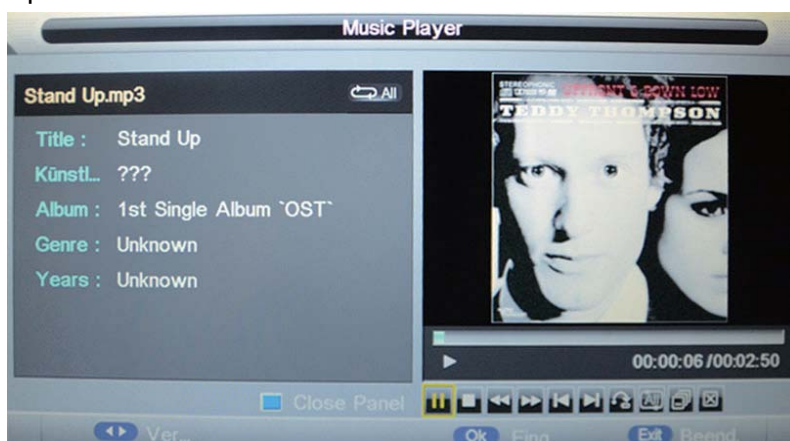 Music Player
Stand Up.mp3
All
Title : Stand Up
Künstl... ???
Album : 1st Single Album `OST`
Genre : Unknown
Years : Unknown
STEREOPHONIC
UPFRONT & DOWN LOW
TEDDY THOMPSON
00:00:06 /00:02:50
Close Panel
All
Ver...
Ok Eing
Exit Beend